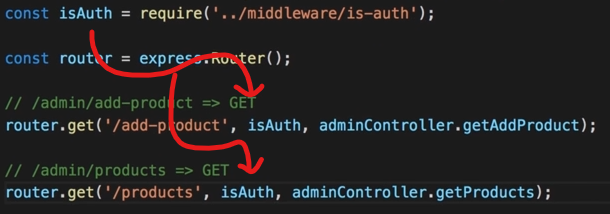 const isAuth = require('../middleware/is-auth');
const router = express.Router();
// /admin/add-product => GET
router.get('/add-product', isAuth, adminController.getAddProduct);
// /admin/products => GET
router.get('/products', isAuth, adminController.getProducts);